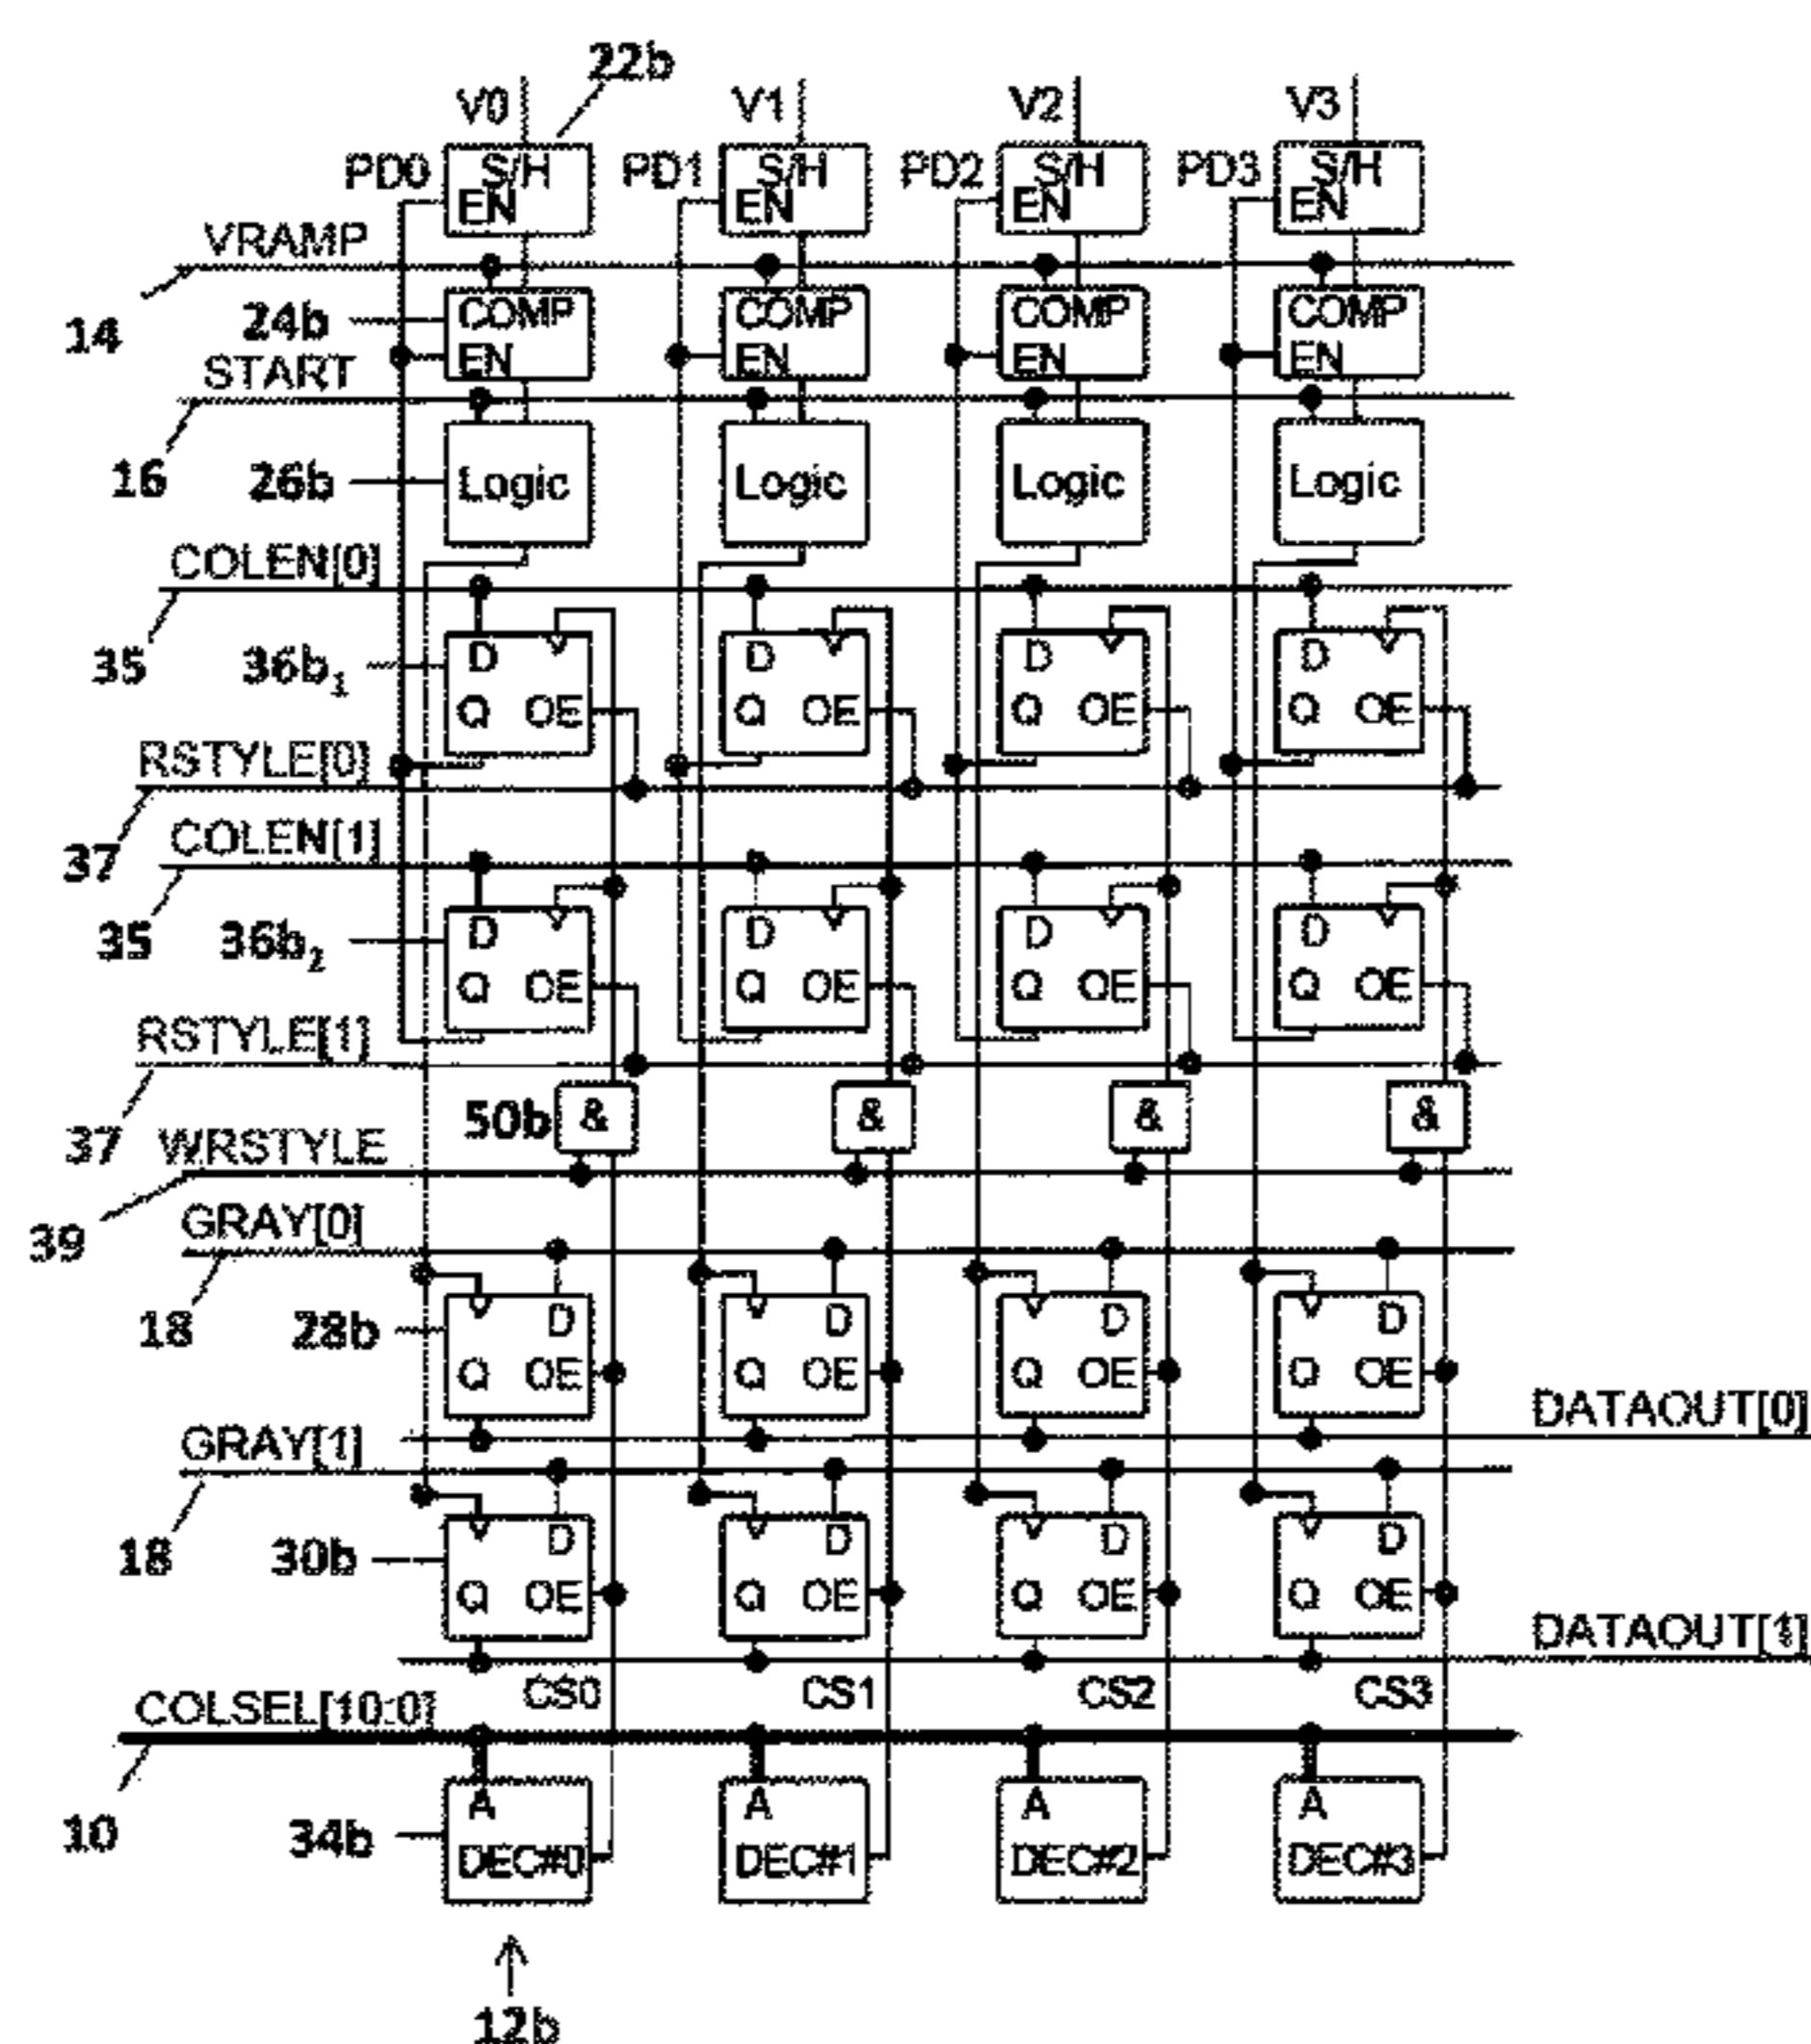 22b
V0 V1 V2 V3
PD0 S/H PD1 S/H PD2 S/H PD3 S/H
EN EN EN EN
VRAMP
14 24b COMP COMP COMP COMP
EN EN EN EN
START
16 26b Logic Logic Logic Logic
COLEN[0]
35 36b1 D D D D
Q OE Q OE Q OE Q OE
RSTYLE[0]
37 COLEN[1]
35 36b2 D D D D
Q OE Q OE Q OE Q OE
RSTYLE[1]
50b & & & &
37 WRSTYLE
39 GRAY[0]
18 28b D D D D
Q OE Q OE Q OE Q OE
DATAOUT[0]
GRAY[1]
18 30b D D D D
Q OE Q OE Q OE Q OE
DATAOUT[1]
CS0 CS1 CS2 CS3
COLSEL[10:0]
A A A A
10 34b DEC#0 DEC#1 DEC#2 DEC#3
12b